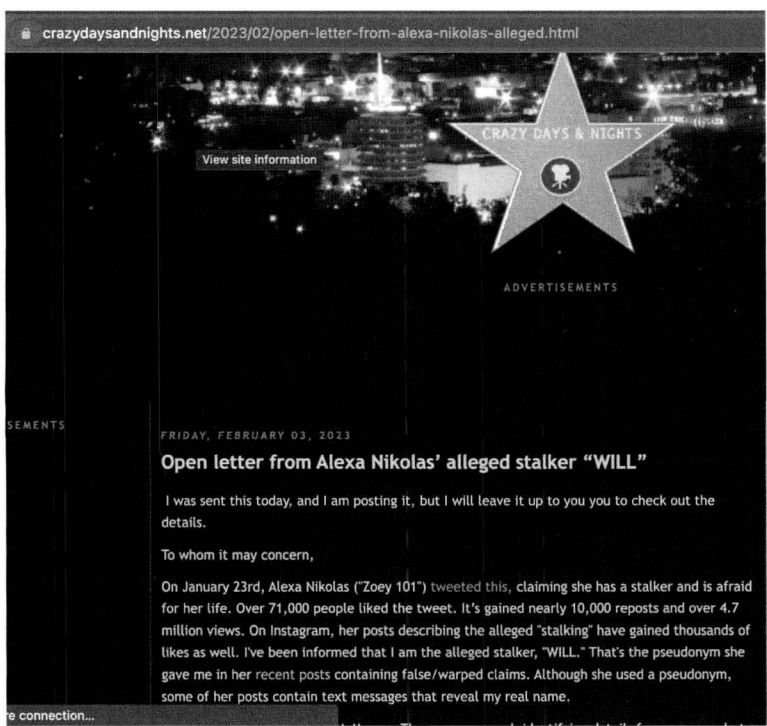 crazydaysandnights.net/2023/02/open-letter-from-alexa-nikolas-alleged.html
CRAZY DAYS & NIGHTS
View site information
ADVERTISEMENTS
SEMENTS
FRIDAY, FEBRUARY 03, 2023
Open letter from Alexa Nikolas’ alleged stalker “WILL”
I was sent this today, and I am posting it, but I will leave it up to you you to check out the
details.
To whom it may concern,
On January 23rd, Alexa Nikolas ("Zoey 101") tweeted this, claiming she has a stalker and is afraid
for her life. Over 71,000 people liked the tweet. It’s gained nearly 10,000 reposts and over 4.7
million views. On Instagram, her posts describing the alleged "stalking" have gained thousands of
likes as well. I've been informed that I am the alleged stalker, "WILL." That's the pseudonym she
gave me in her recent posts containing false/warped claims. Although she used a pseudonym,
some of her posts contain text messages that reveal my real name.
re connection...